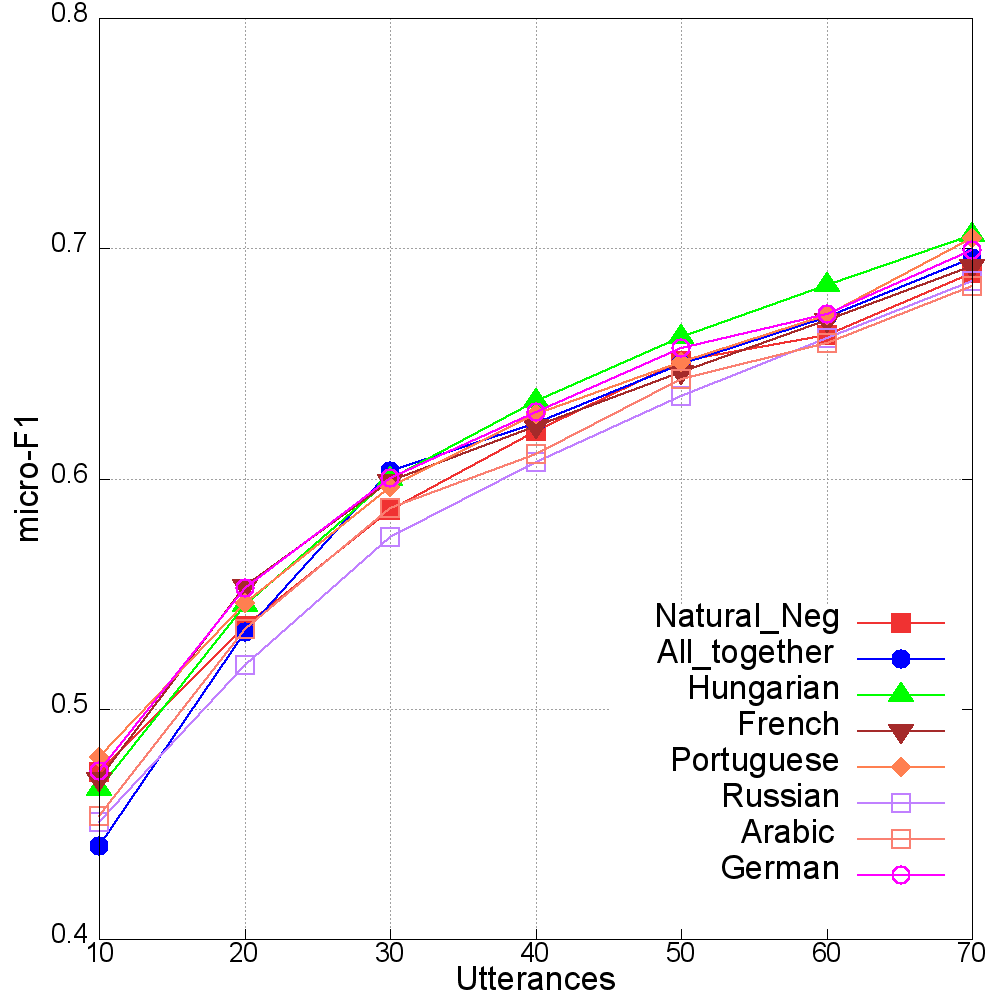 0.8
0.7
0.6
0.5
0.4
micro-F1
Natural_Neg
All_together
Hungarian
French
Portuguese
Russian
Arabic
German
10 20 30 40 50 60 70
Utterances